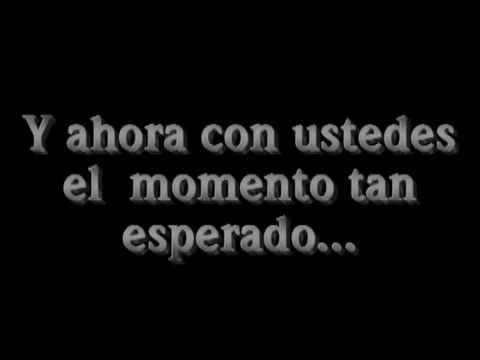 Y ahora con ustedes
el momento tan
esperado...